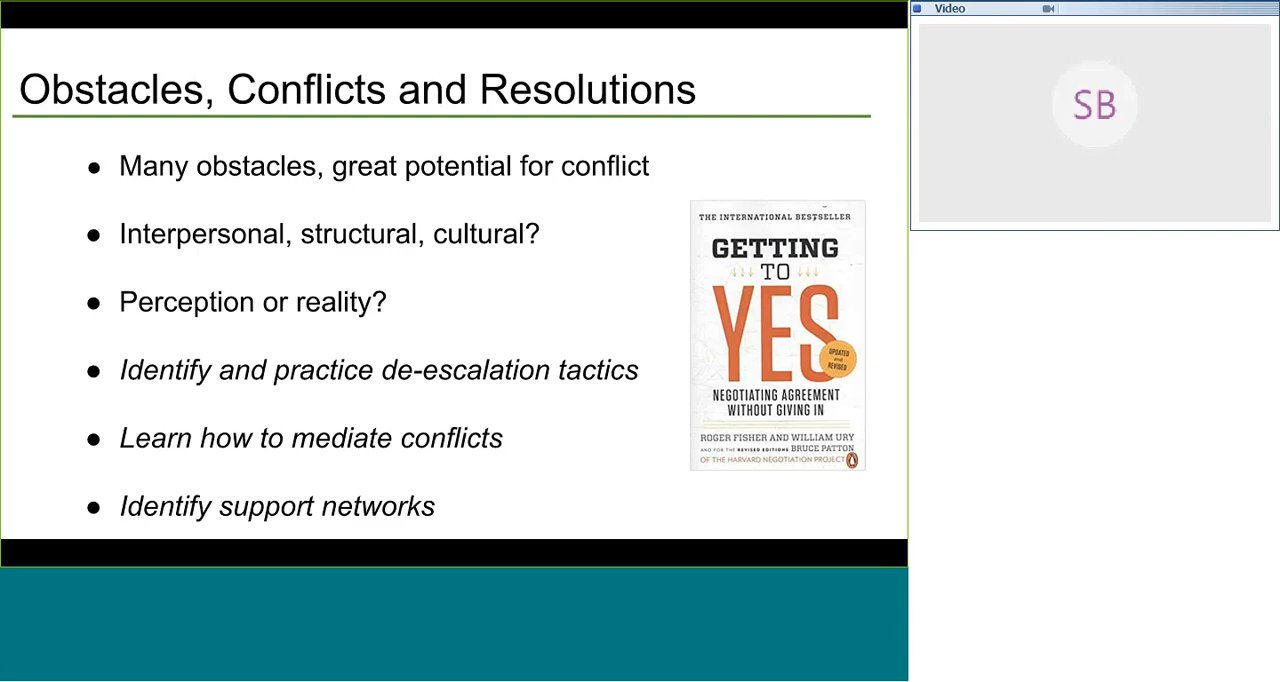 Obstacles, Conflicts and Resolutions
● Many obstacles, great potential for conflict
● Interpersonal, structural, cultural?
● Perception or reality?
● Identify and practice de-escalation tactics
● Learn how to mediate conflicts
● Identify support networks
THE INTERNATIONAL BESTSELLER
GETTING
TO
YES
UPDATED
and
REVISED
NEGOTIATING AGREEMENT
WITHOUT GIVING IN
ROGER FISHER AND WILLIAM URY
AND FOR THE REVISED EDITIONS BRUCE PATTON
OF THE HARVARD NEGOTIATION PROJECT
Video
SB